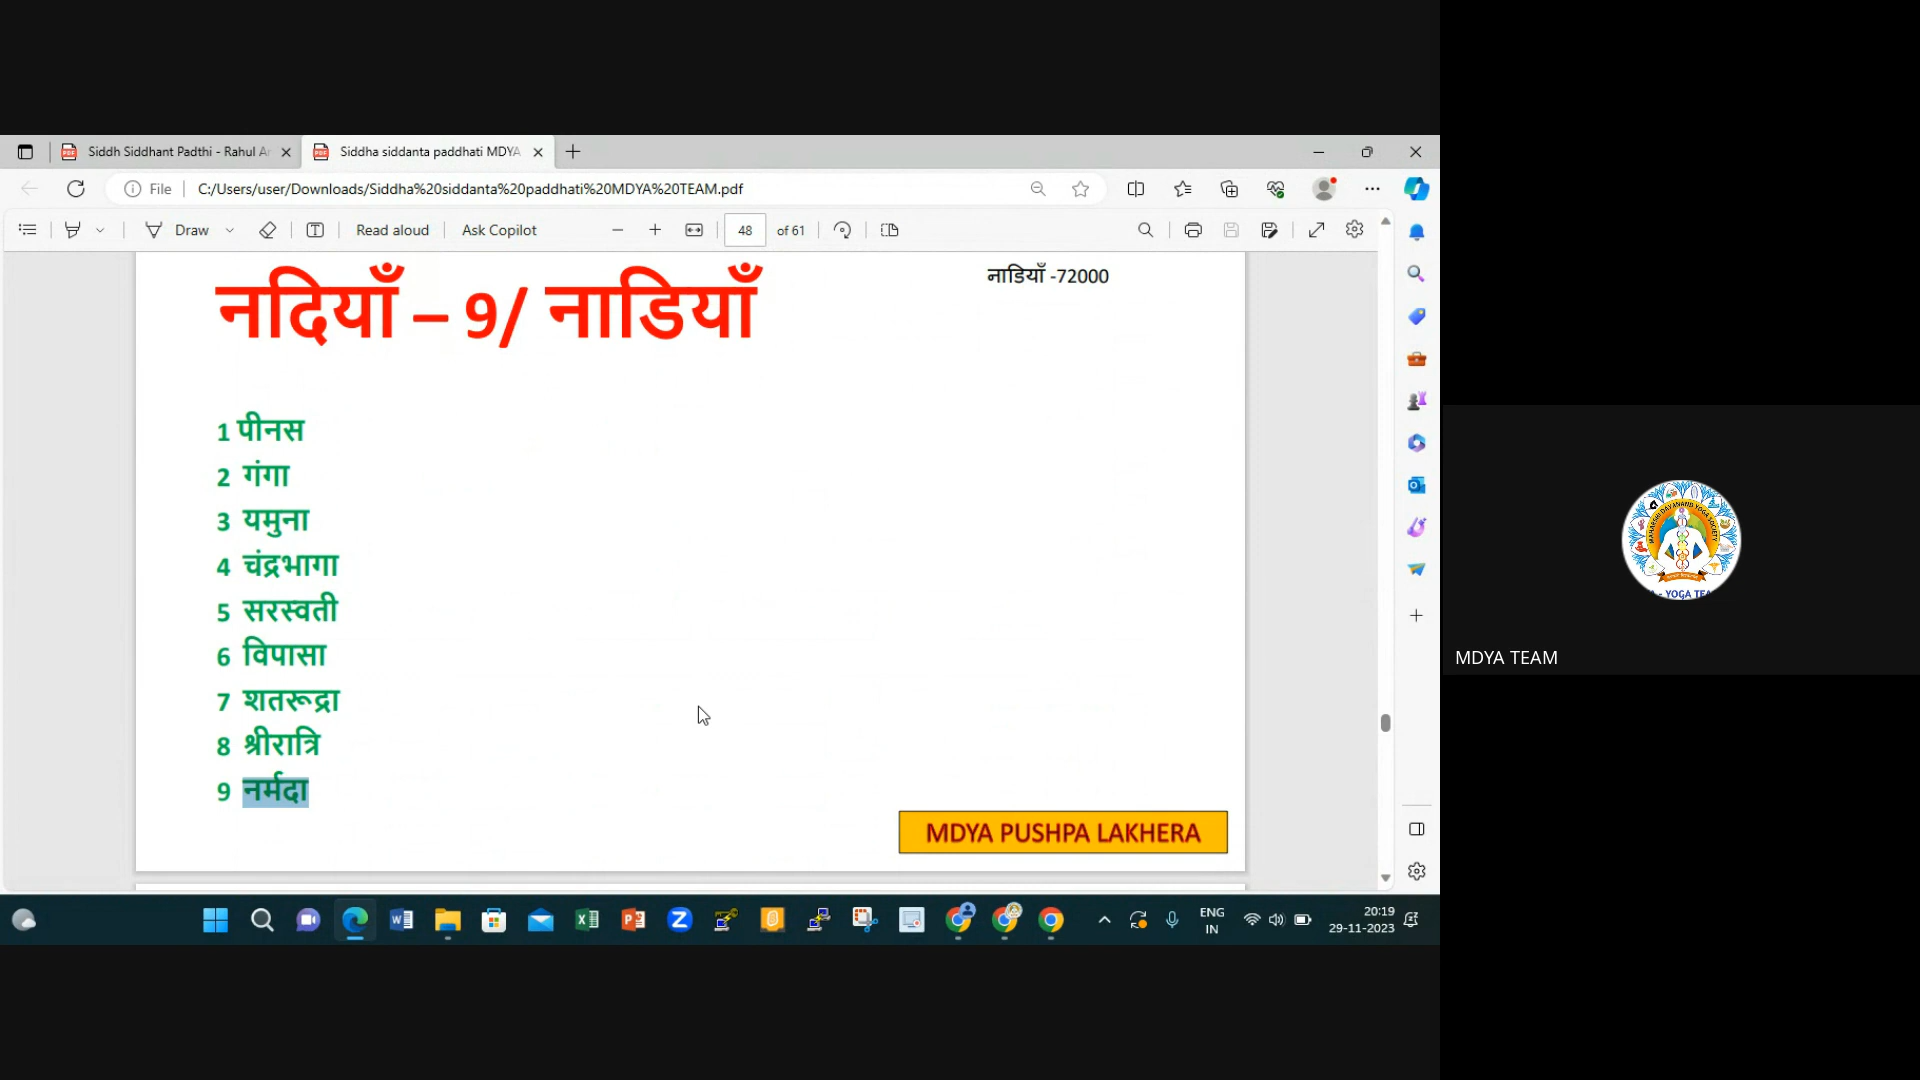 Siddh Siddhant Padthi - Rahul Ar
Siddha siddanta paddhati MDYA
File
C:/Users/user/Downloads/Siddha%20siddanta%20paddhati%20MDYA%20TEAM.pdf
Draw
Read aloud
Ask Copilot
48
of 61
नाडियाँ -72000
नदियाँ – 9/ नाडियाँ
1 पीनस
2 गंगा
3 यमुना
4 चंद्रभागा
5 सरस्वती
6 विपासा
7 शतरूद्रा
8 श्रीरात्रि
9 नर्मदा
MDYA PUSHPA LAKHERA
MDYA TEAM
ENG
IN
20:19
29-11-2023